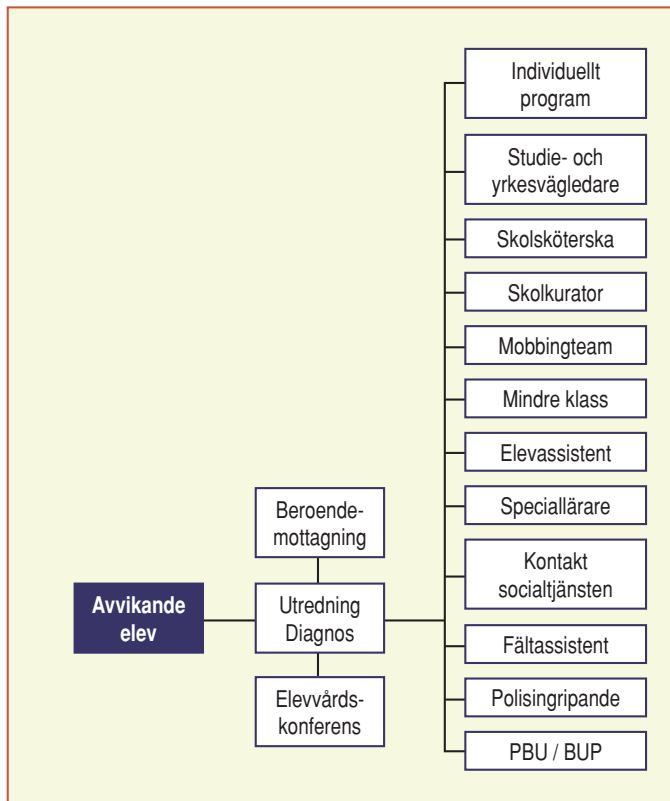 Individuellt
program
Studie- och
yrkesvägledare
Skolsköterska
Skolkurator
Mobbingteam
Mindre klass
Elevassistent
Speciallärare
Beroende-
mottagning
Kontakt
socialtjänsten
Avvikande
elev
Utredning
Diagnos
Fältassistent
Elevvårds-
konferens
Polisingripande
PBU / BUP